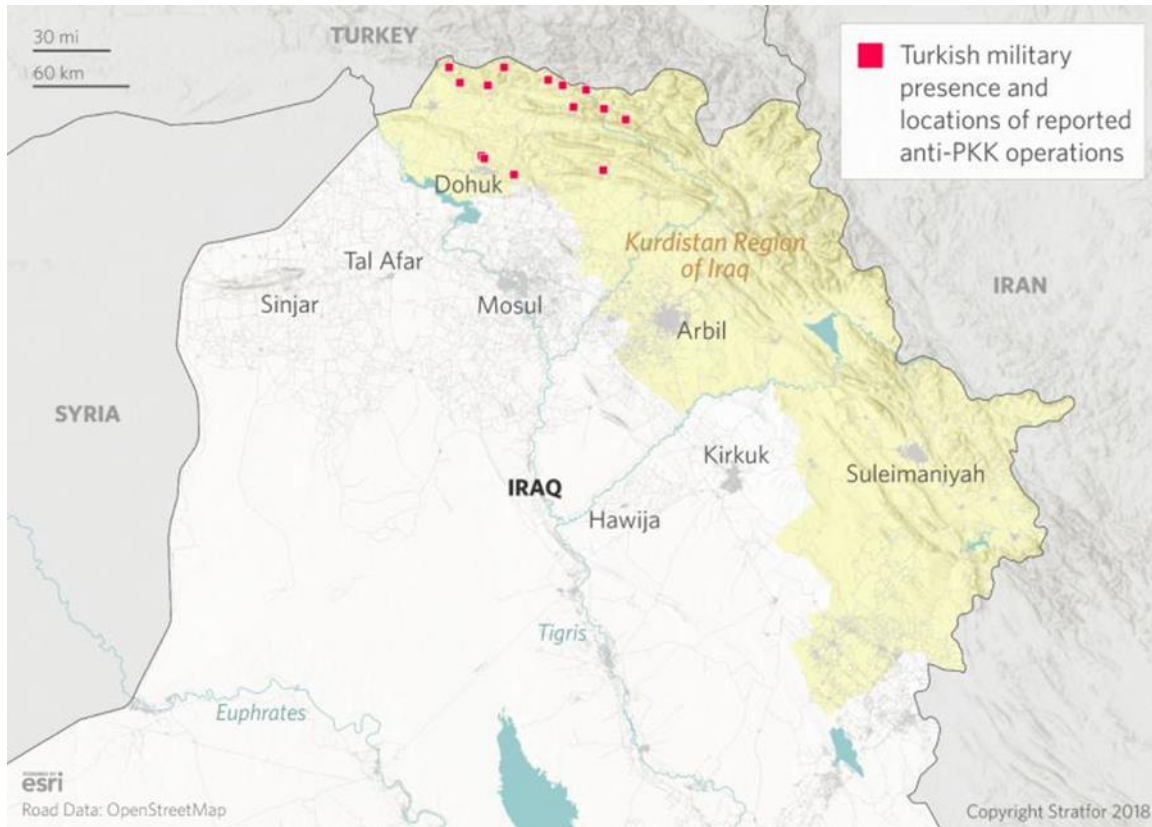 30 mi
60 km
TURKEY
Turkish military
presence and
locations of reported
anti-PKK operations
Dohuk
Kurdistan Region
of Iraq
Tal Afar
Sinjar
Mosul
IRAN
Arbil
SYRIA
Kirkuk
Suleimaniyah
IRAQ
Hawija
Tigris
Euphrates
POWERED BY
esri
Road Data: OpenStreetMap
Copyright Stratfor 2018